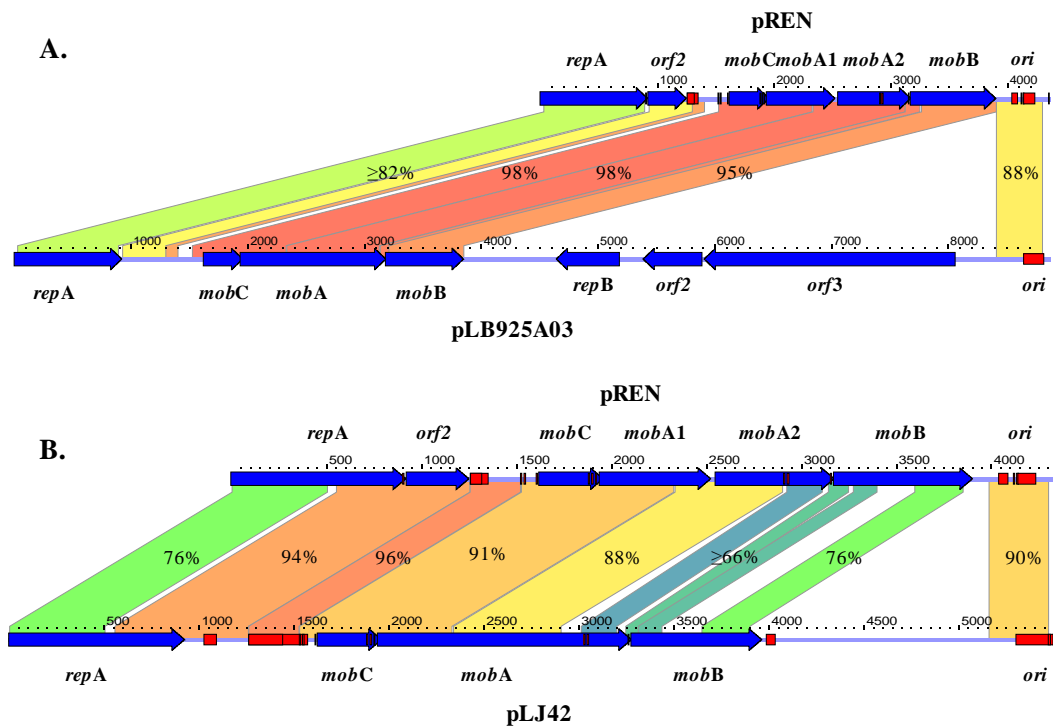 pREN
A.
repA orf2 mobC mobA1 mobA2 mobB ori
1000 2000 3000 4000
≥82% 98% 98% 95% 88%
1000 2000 3000 4000 5000 6000 7000 8000
repA mobC mobA mobB repB orf2 orf3 ori
pLB925A03
pREN
B.
repA orf2 mobC mobA1 mobA2 mobB ori
500 1000 1500 2000 2500 3000 3500 4000
76% 94% 96% 91% 88% ≥66% 76% 90%
500 1000 1500 2000 2500 3000 3500 4000 4500 5000
repA mobC mobA mobB ori
pLJ42